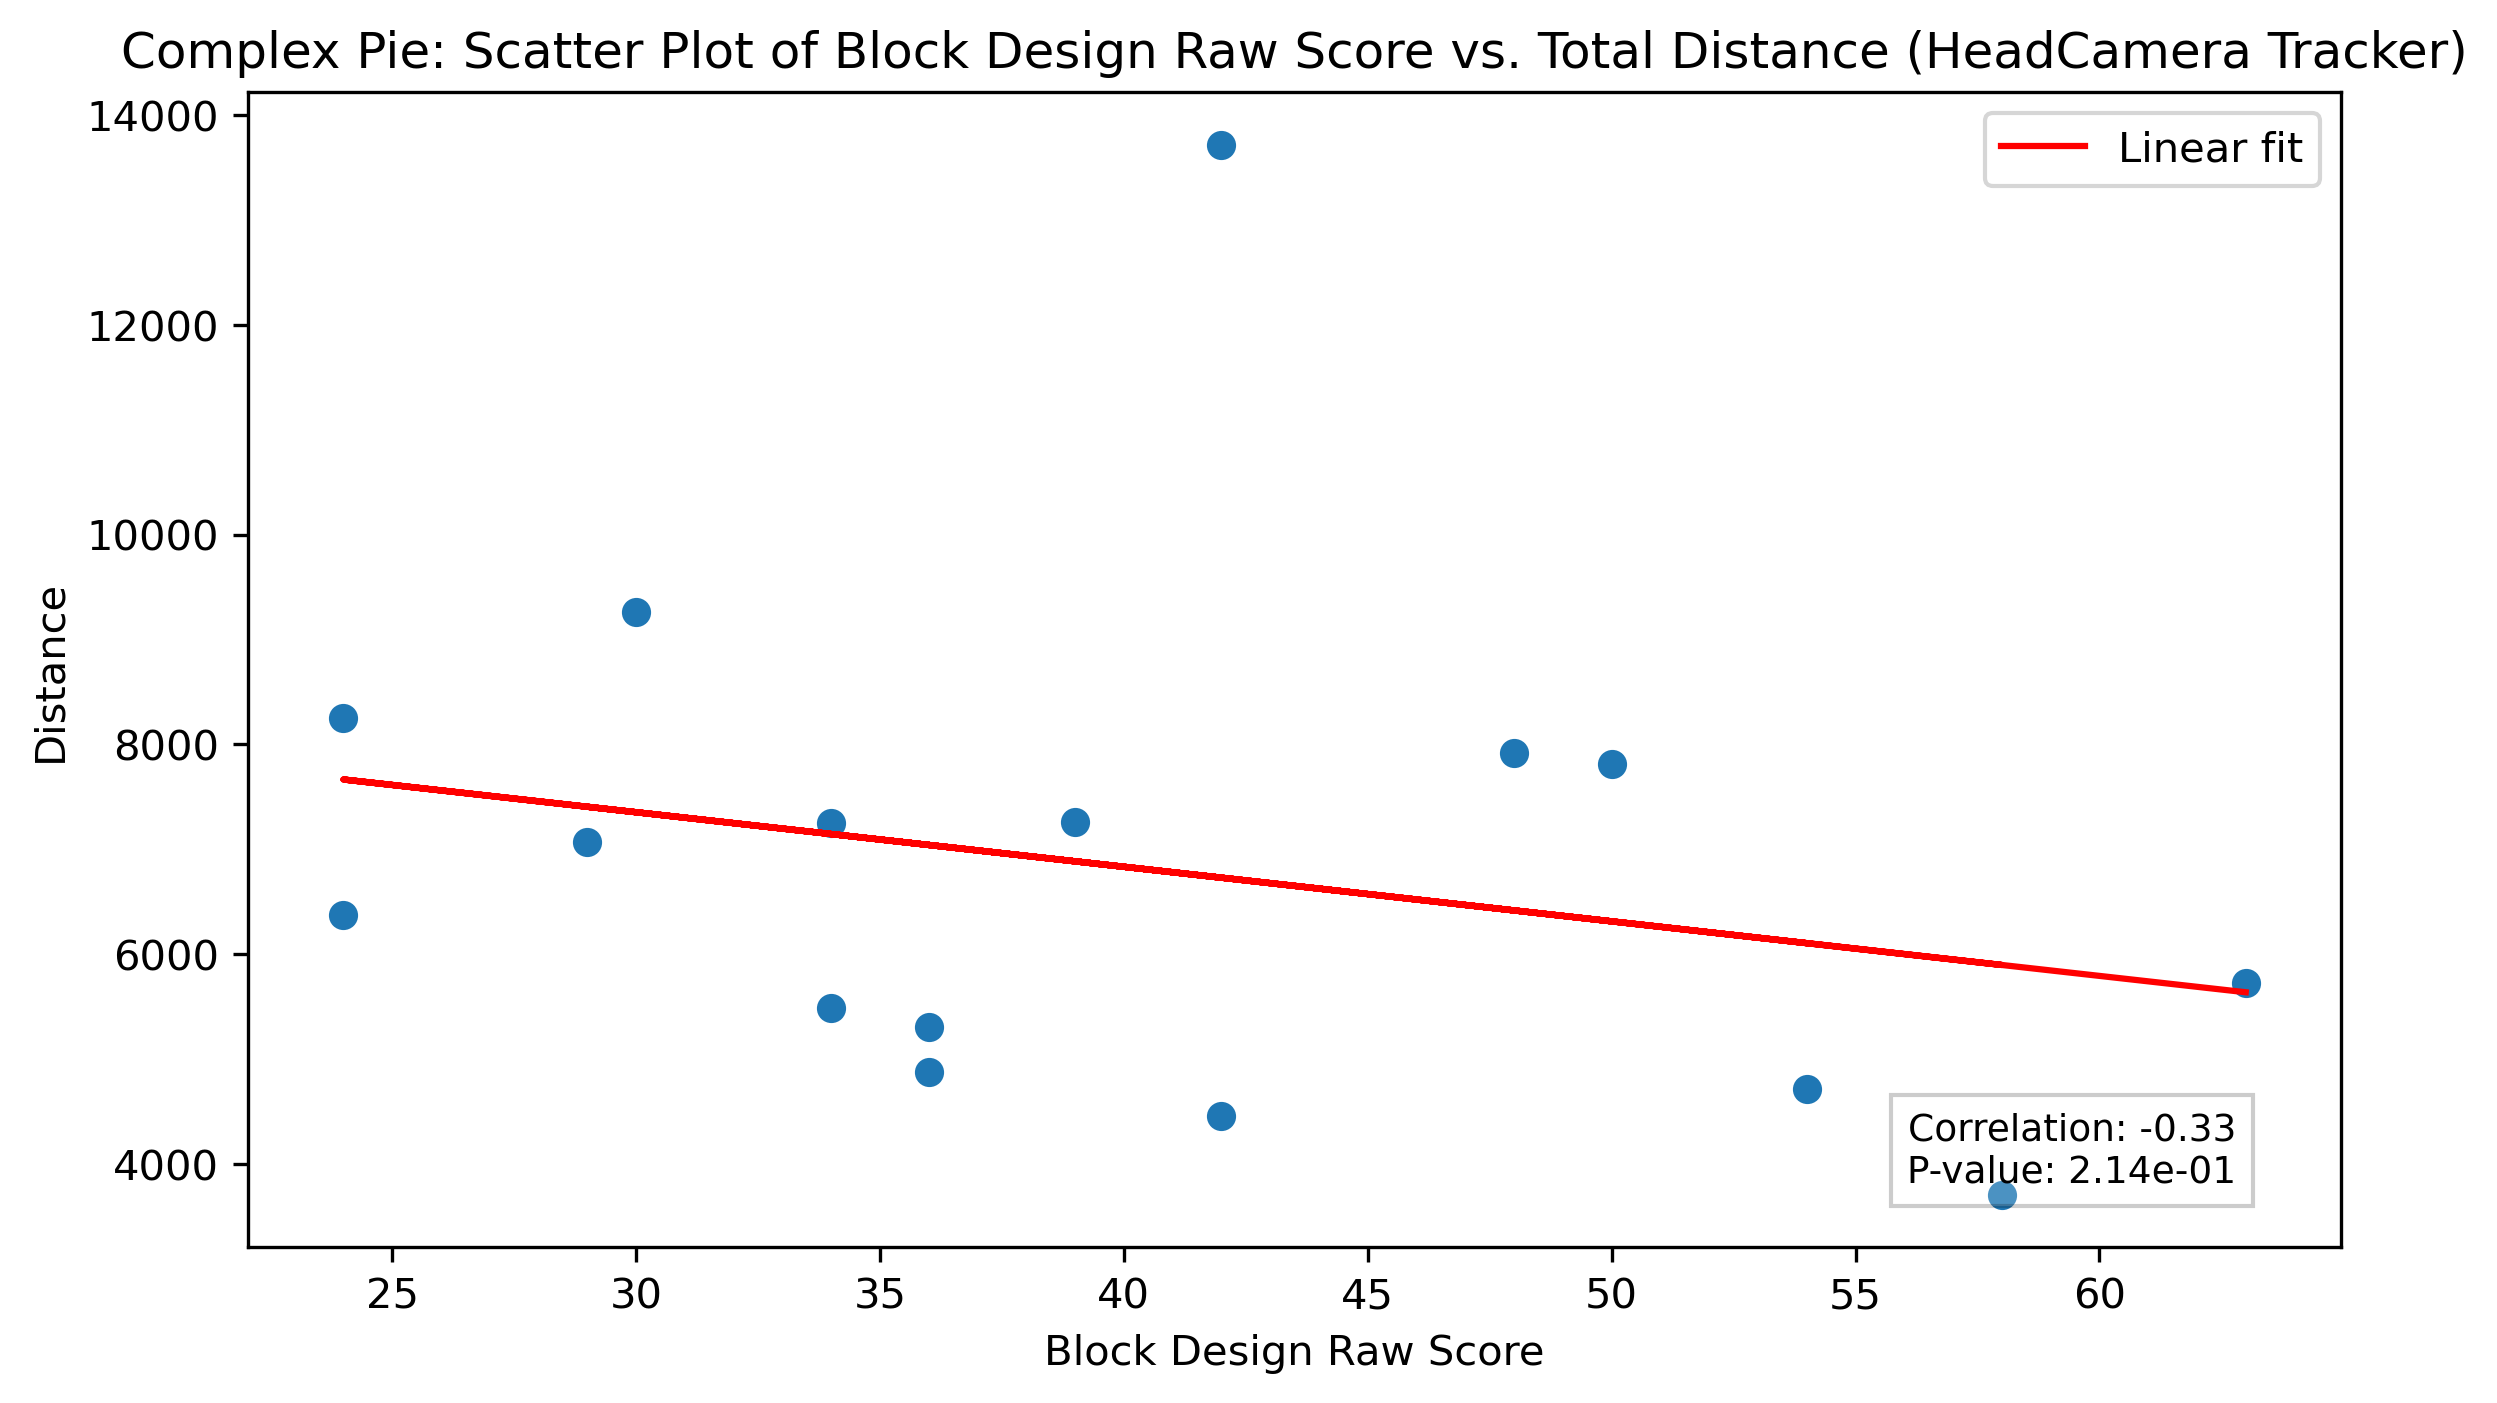 Complex Pie: Scatter Plot of Block Design Raw Score vs. Total Distance (HeadCamera Tracker)
14000
12000
10000
8000
6000
4000
Distance
Linear fit
Correlation: -0.33
P-value: 2.14e-01
25
30
35
40
45
50
55
60
Block Design Raw Score